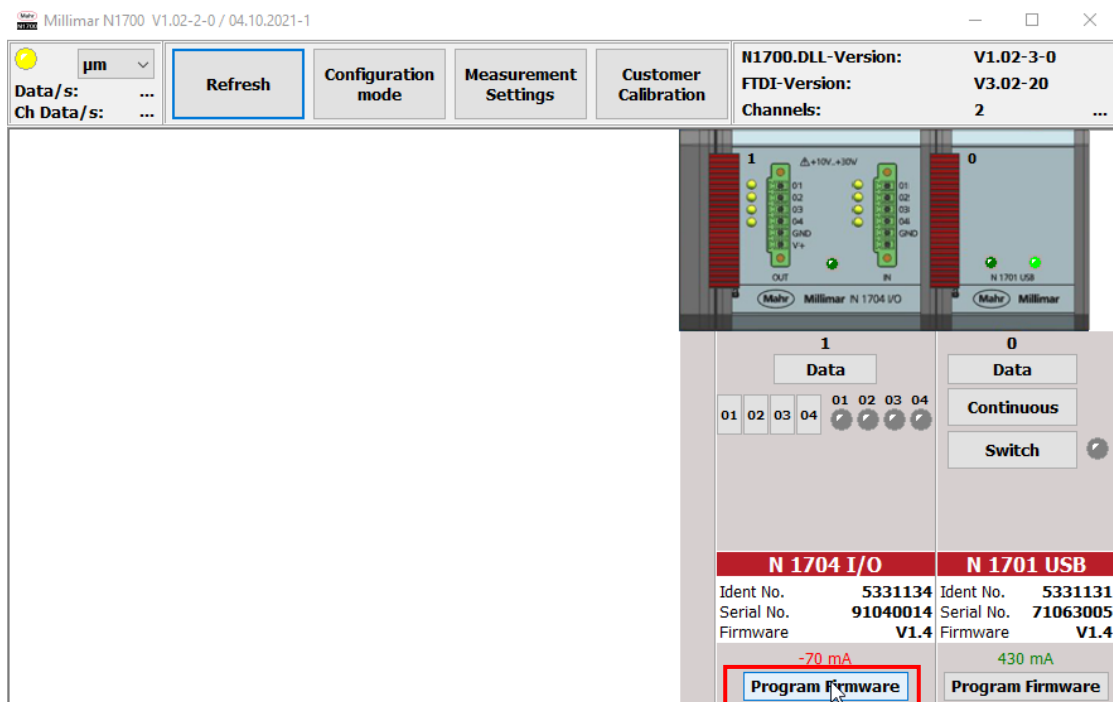 Mahr N1700 Millimar N1700 V1.02-2-0 / 04.10.2021-1
µm
Data/s: ...
Ch Data/s: ...
Refresh
Configuration
mode
Measurement
Settings
Customer
Calibration
N1700.DLL-Version: V1.02-3-0
FTDI-Version: V3.02-20
Channels: 2 ...
1 +10V..+30V
01 01
02 02
03 03
04 04
GND GND
V+
OUT IN
Mahr Millimar N 1704 I/O
0
N 1701 USB
Mahr Millimar
1 0
Data Data
01 02 03 04 01 02 03 04
Continuous
Switch
N 1704 I/O N 1701 USB
Ident No. 5331134 Ident No. 5331131
Serial No. 91040014 Serial No. 71063005
Firmware V1.4 Firmware V1.4
-70 mA 430 mA
Program Firmware Program Firmware